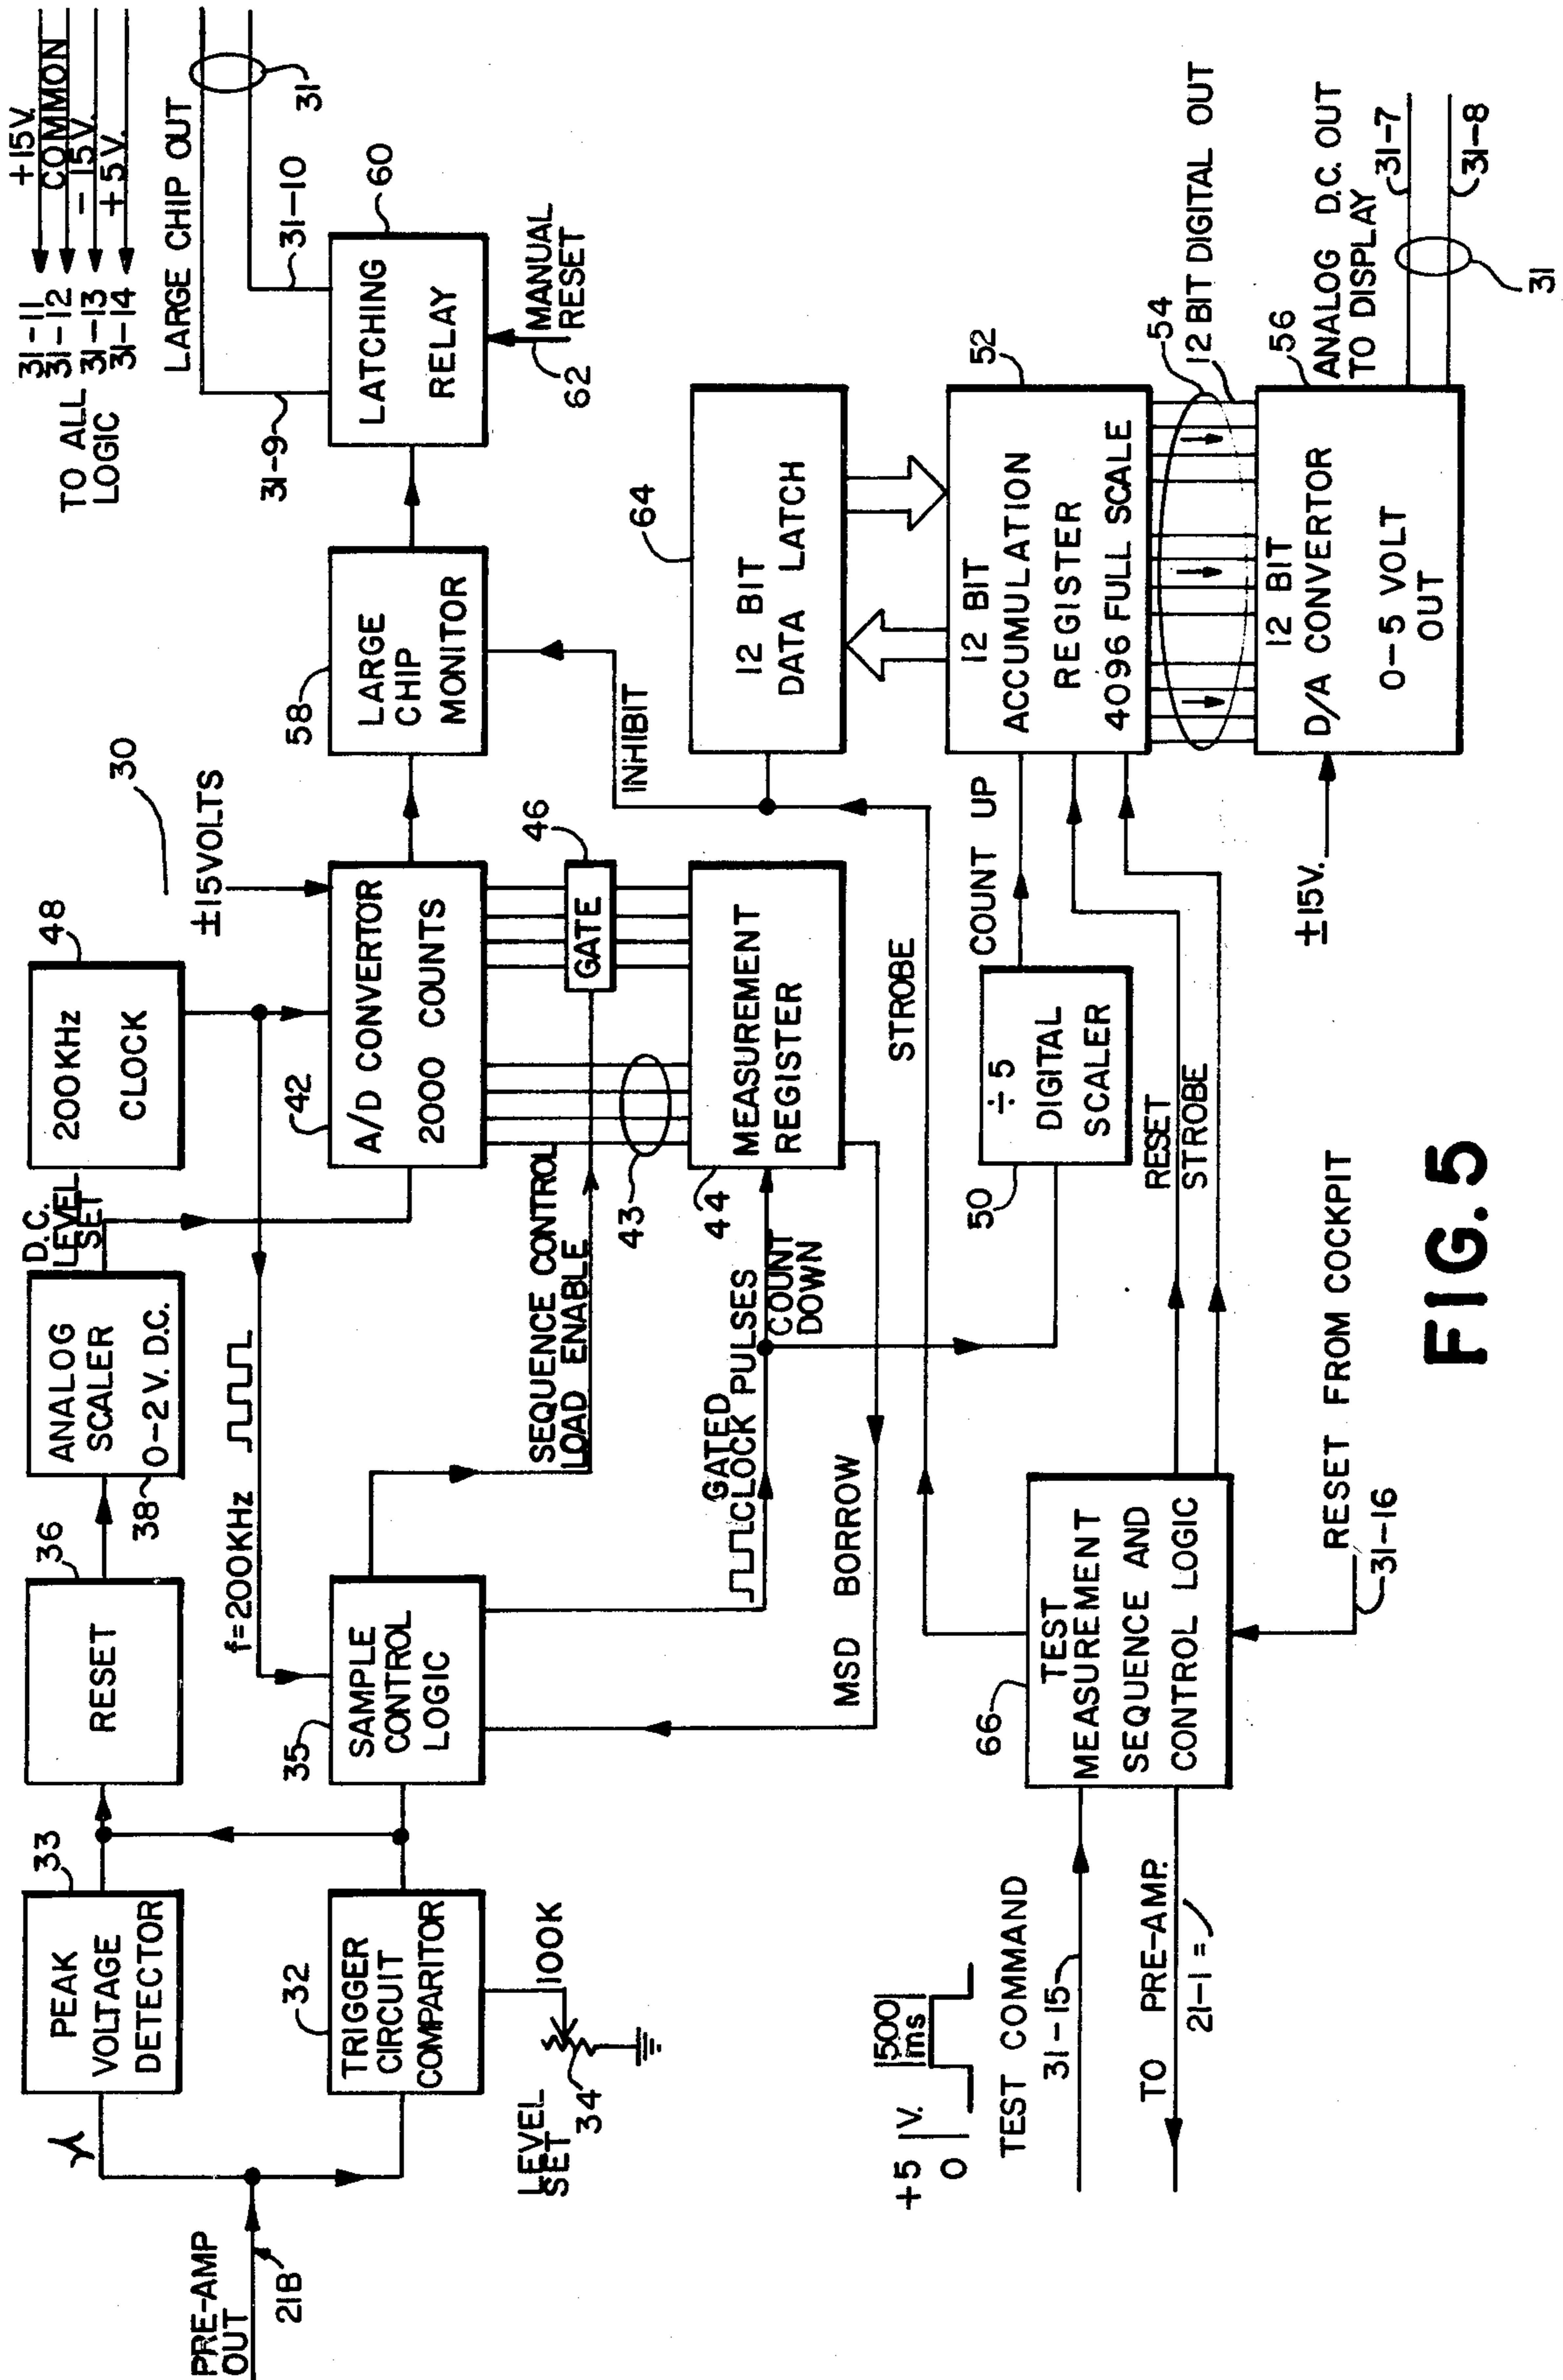 PRE-AMP
OUT
21B
PEAK
VOLTAGE
DETECTOR
33
RESET
36
ANALOG
SCALER
0-2 V. D.C.
38
D.C.
LEVEL
SET
200KHz
CLOCK
48
30
±15VOLTS
+15V.
COMMON
-15V.
+5V.
31-11
31-12
31-13
31-14
TO ALL
LOGIC
TRIGGER
CIRCUIT
COMPARITOR
32
100K
LEVEL
SET
34
SAMPLE
CONTROL
LOGIC
35
f=200KHz
A/D CONVERTOR
2000 COUNTS
42
LARGE
CHIP
MONITOR
58
INHIBIT
LATCHING
RELAY
60
MANUAL
RESET
62
31-9
31-10
LARGE CHIP OUT
31
SEQUENCE CONTROL
LOAD ENABLE
GATE
46
43
MEASUREMENT
REGISTER
44
GATED
CLOCK PULSES
COUNT
DOWN
MSD BORROW
12 BIT
DATA LATCH
64
STROBE
÷ 5
DIGITAL
SCALER
50
COUNT UP
12 BIT
ACCUMULATION
REGISTER
4096 FULL SCALE
52
54
12 BIT DIGITAL OUT
12 BIT
D/A CONVERTOR
0-5 VOLT
OUT
56
±15V.
ANALOG D.C. OUT
TO DISPLAY
31-7
31-8
31
+5
V.
0
500
ms
TEST COMMAND
31-15
TO PRE-AMP.
21-1 =
TEST
MEASUREMENT
SEQUENCE AND
CONTROL LOGIC
66
RESET
STROBE
RESET FROM COCKPIT
31-16
FIG. 5